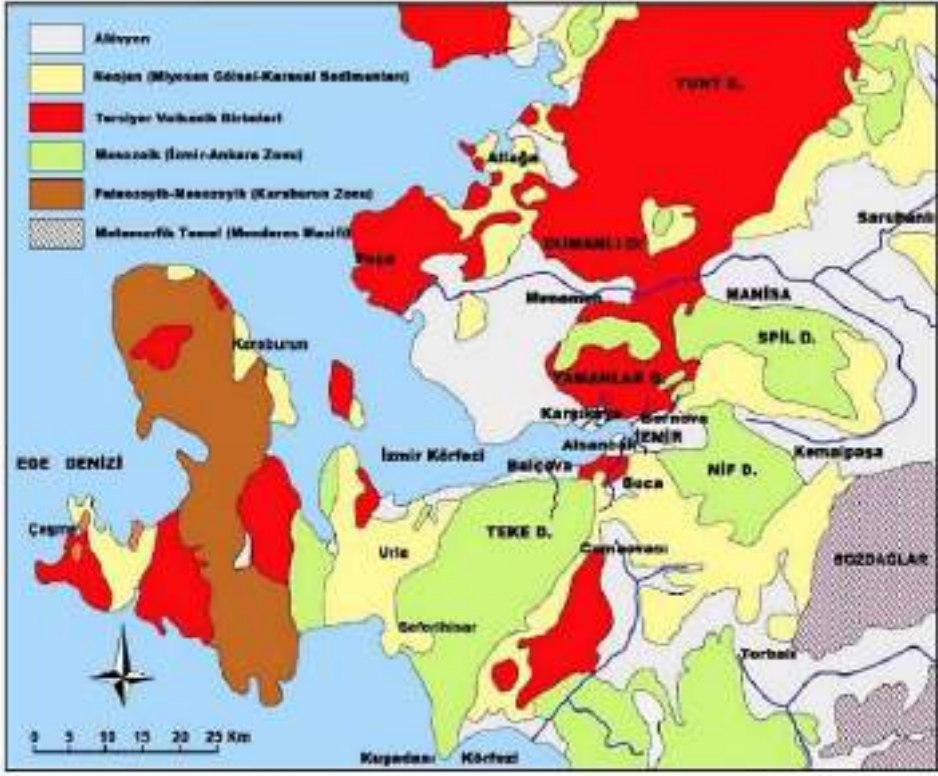 Alüvyon
Neojen (Miyosen Gölsel-Karasal Sedimanları)
Tersiyer Volkanik Birimleri
Mesozoik (İzmir-Ankara Zonu)
Paleozoyik-Mesozoyik (Karaburun Zonu)
Metamorfik Temel (Menderes Masifi)
YUNT D.
Aliağa
Saruhanlı
DUMANLI D.
Foça
Menemen
MANİSA
SPİL D.
Karaburun
YAMANLAR D.
Karşıyaka
Bornova
Alsancak
İZMİR
İzmir Körfezi
Balçova
Kemalpaşa
EGE DENİZİ
Buca
NİF D.
Çeşme
TEKE D.
Urla
Cumaovası
BOZDAĞLAR
Seferihisar
Torbalı
0 5 10 15 20 25 Km
Kuşadası Körfezi